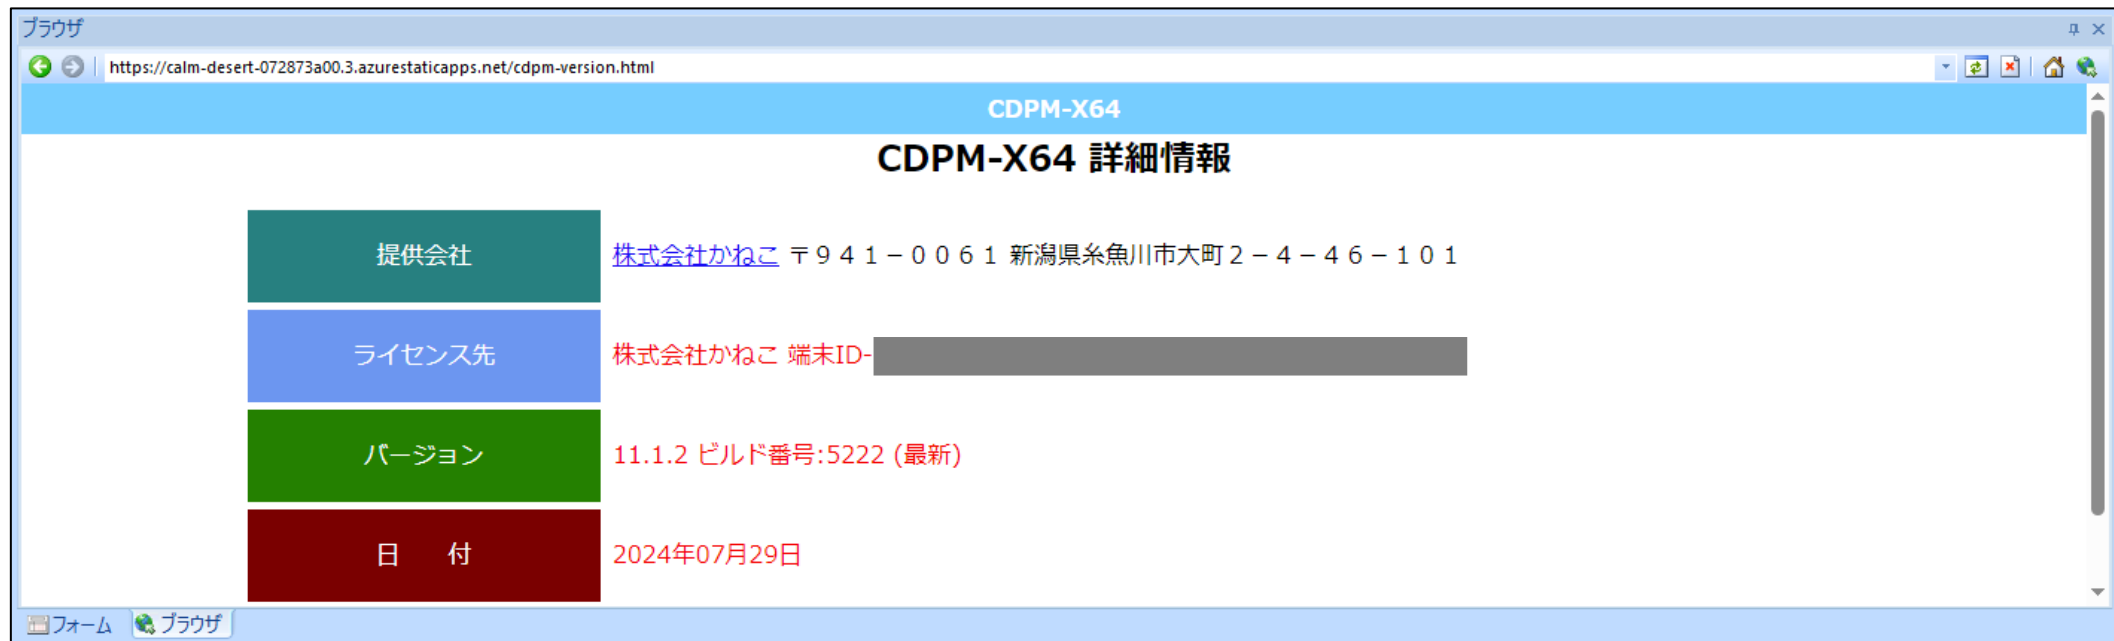 ブラウザ
https://calm-desert-072873a00.3.azurestaticapps.net/cdpm-version.html
CDPM-X64
CDPM-X64 詳細情報
提供会社 株式会社かねこ 〒９４１－００６１ 新潟県糸魚川市大町２－４－４６－１０１
ライセンス先 株式会社かねこ 端末ID-
バージョン 11.1.2 ビルド番号:5222 (最新)
日　　付 2024年07月29日
フォーム ブラウザ